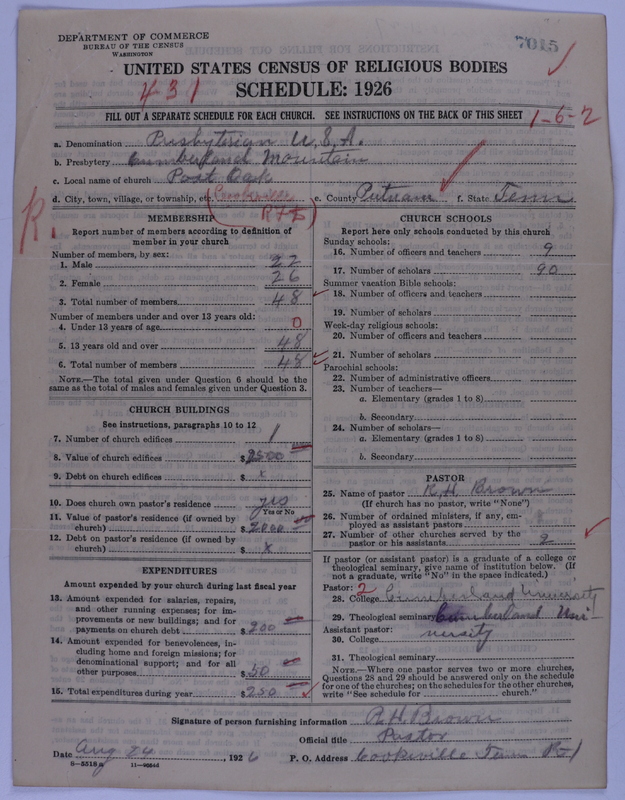 DEPARTMENT OF COMMERCE
BUREAU OF THE CENSUS
WASHINGTON
7015
UNITED STATES CENSUS OF RELIGIOUS BODIES
431
SCHEDULE: 1926
FILL OUT A SEPARATE SCHEDULE FOR EACH CHURCH. SEE INSTRUCTIONS ON THE BACK OF THIS SHEET
1-6-2
a. Denomination Presbyterian U.S.A.
b. Presbytery Cumberland Mountain
c. Local name of church Post Oak
d. City, town, village, or township, etc. Cookeville e. County Putnam f. State Tenn
R.
MEMBERSHIP
Report number of members according to definition of
member in your church
Number of members, by sex:
1. Male 22
2. Female 26
3. Total number of members 48
Number of members under and over 13 years old:
4. Under 13 years of age 0
5. 13 years old and over 48
6. Total number of members 48
NOTE.—The total given under Question 6 should be the
same as the total of males and females given under Question 3.
CHURCH BUILDINGS
See instructions, paragraphs 10 to 12
7. Number of church edifices 1
8. Value of church edifices $2500
9. Debt on church edifices $ x
10. Does church own pastor's residence yes
Yes or No
11. Value of pastor's residence (if owned by
church) $2000
12. Debt on pastor's residence (if owned by
church) $ x
EXPENDITURES
Amount expended by your church during last fiscal year
13. Amount expended for salaries, repairs,
and other running expenses; for im-
provements or new buildings; and for
payments on church debt $200
14. Amount expended for benevolences, in-
cluding home and foreign missions; for
denominational support; and for all
other purposes $50
15. Total expenditures during year $250
CHURCH SCHOOLS
Report here only schools conducted by this church
Sunday schools:
16. Number of officers and teachers 9
17. Number of scholars 90
Summer vacation Bible schools:
18. Number of officers and teachers
19. Number of scholars
Week-day religious schools:
20. Number of officers and teachers
21. Number of scholars
Parochial schools:
22. Number of administrative officers
23. Number of teachers—
a. Elementary (grades 1 to 8)
b. Secondary
24. Number of scholars—
a. Elementary (grades 1 to 8)
b. Secondary
PASTOR
25. Name of pastor R.H. Brown
(If church has no pastor, write "None")
26. Number of ordained ministers, if any, em-
ployed as assistant pastors
27. Number of other churches served by the
pastor or his assistants 2
If pastor (or assistant pastor) is a graduate of a college or
theological seminary, give name of institution below. (If
not a graduate, write "No" in the space indicated.)
Pastor: 2
28. College Cumberland University
29. Theological seminary Cumberland Uni-
Assistant pastor: versity
30. College
31. Theological seminary
NOTE.—Where one pastor serves two or more churches,
Questions 28 and 29 should be answered only on the schedule
for one of the churches; on the schedules for the other churches,
write "See schedule for church."
Signature of person furnishing information R.H. Brown
Official title Pastor
Date Aug 24, 1926 P. O. Address Cookeville Tenn R1
8-5318a 11-9664